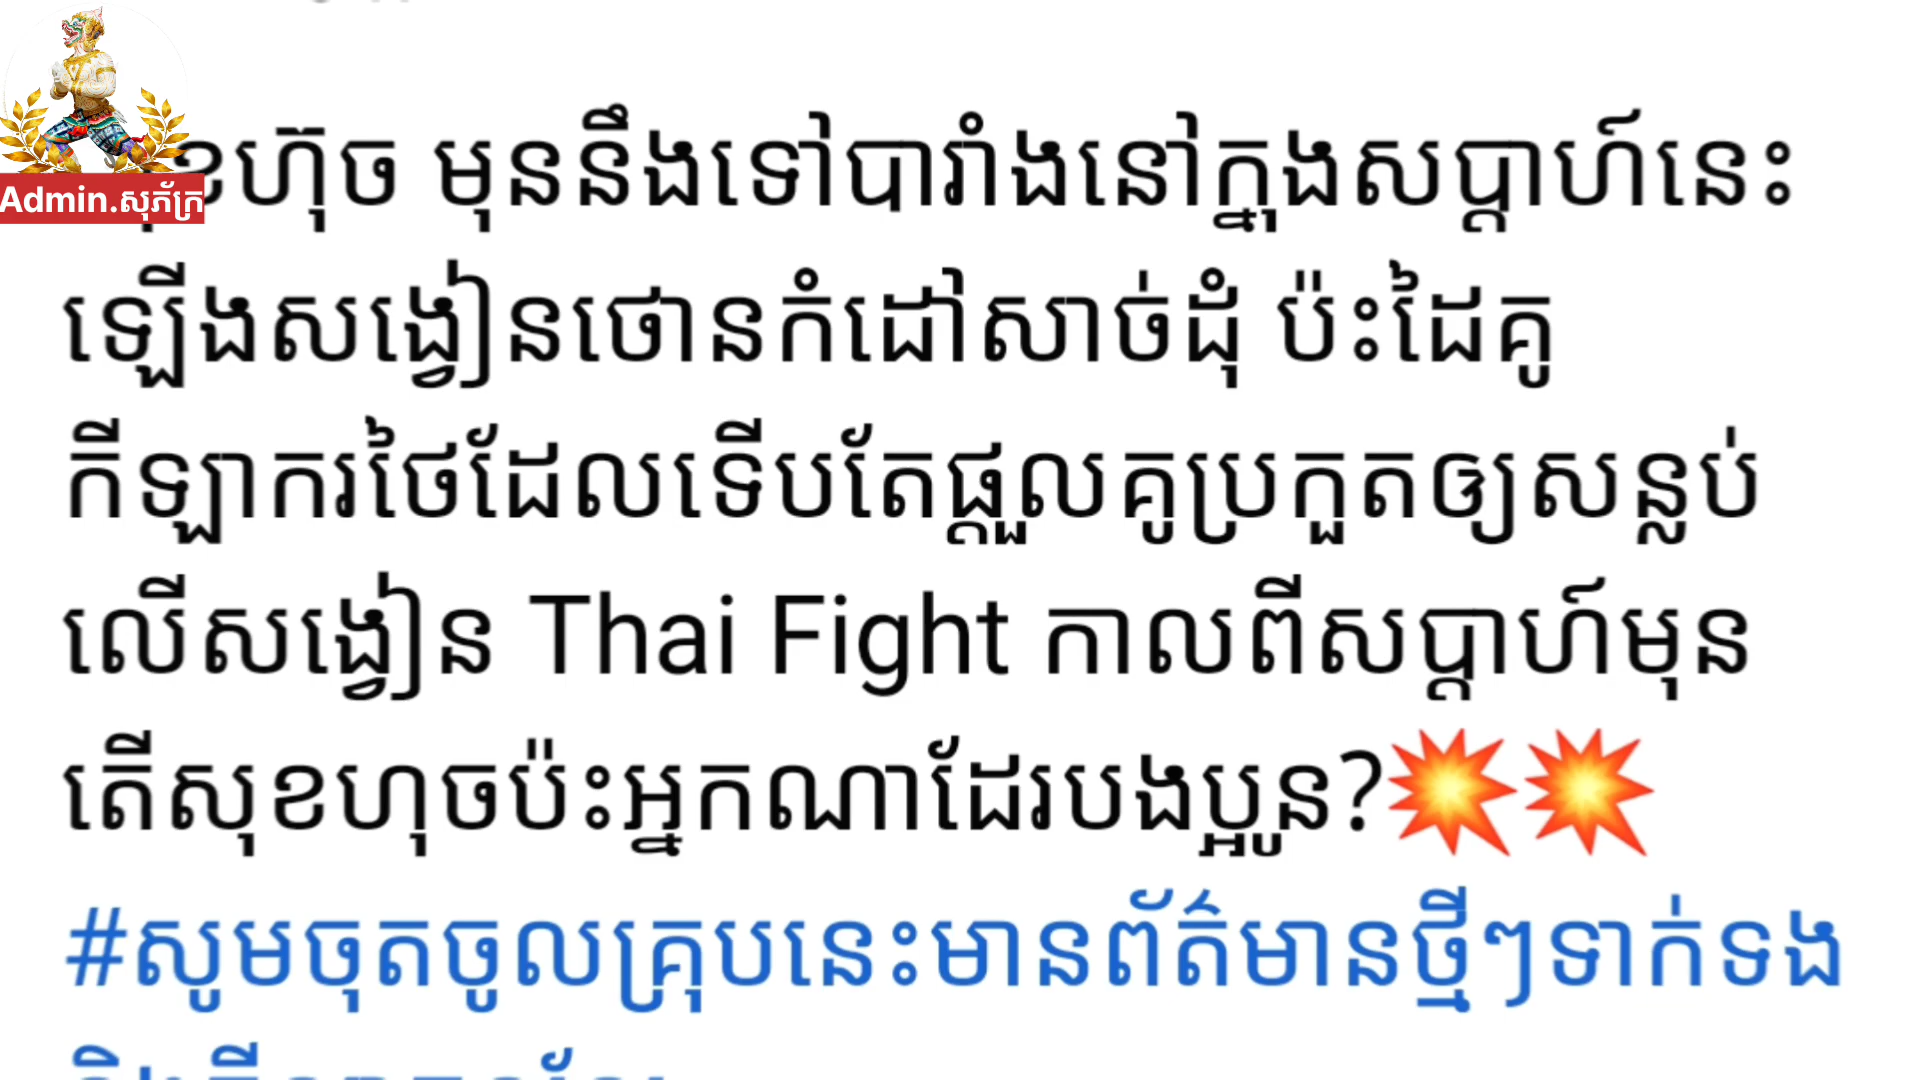 Admin.សុភ័ក្រ
ខហ៊ុច មុននឹងទៅបារាំងនៅក្នុងសប្តាហ៍នេះ
ឡើងសង្វៀនថោនកំដៅសាច់ដុំ ប៉ះដៃគូ
កីឡាករថៃដែលទើបតែផ្តួលគូប្រកួតឲ្យសន្លប់
លើសង្វៀន Thai Fight កាលពីសប្តាហ៍មុន
តើសុខហុចប៉ះអ្នកណាដែរបងប្អូន?💥💥
#សូមចុតចូលគ្រុបនេះមានព័ត៌មានថ្មីៗទាក់ទង